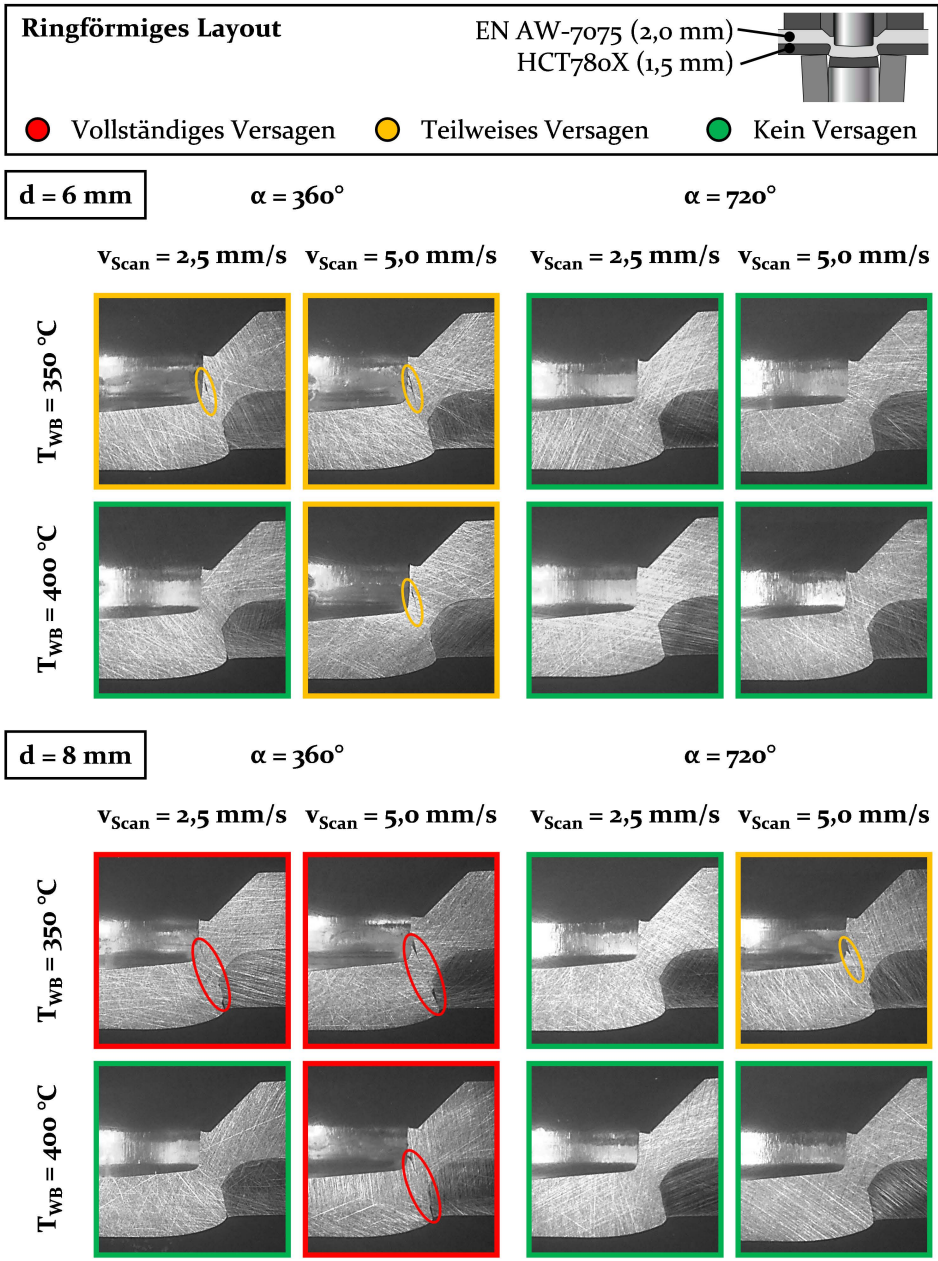 Ringförmiges Layout
EN AW-7075 (2,0 mm)
HCT780X (1,5 mm)
Vollständiges Versagen Teilweises Versagen Kein Versagen
d = 6 mm α = 360° α = 720°
vScan = 2,5 mm/s vScan = 5,0 mm/s vScan = 2,5 mm/s vScan = 5,0 mm/s
TWB = 350 °C
TWB = 400 °C
d = 8 mm α = 360° α = 720°
vScan = 2,5 mm/s vScan = 5,0 mm/s vScan = 2,5 mm/s vScan = 5,0 mm/s
TWB = 350 °C
TWB = 400 °C